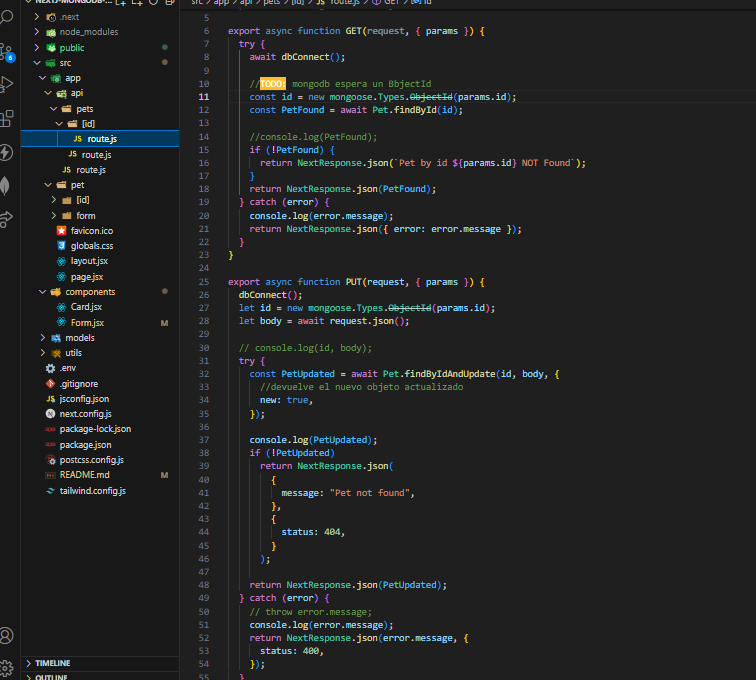 NEXTJ-MONGODB-...
.next
node_modules
public
src
app
api
pets
[id]
JS route.js
JS route.js
JS route.js
pet
[id]
form
favicon.ico
globals.css
layout.jsx
page.jsx
components
Card.jsx
Form.jsx M
models
utils
.env
.gitignore
JS jsconfig.json
next.config.js
package-lock.json
package.json
postcss.config.js
README.md M
tailwind.config.js
TIMELINE
OUTLINE
6
src > app > api > pets > [id] > JS route.js > GET > id
5
6 export async function GET(request, { params }) {
7 try {
8 await dbConnect();
9
10 //TODO: mongodb espera un BbjectId
11 const id = new mongoose.Types.ObjectId(params.id);
12 const PetFound = await Pet.findById(id);
13
14 //console.log(PetFound);
15 if (!PetFound) {
16 return NextResponse.json(`Pet by id ${params.id} NOT Found`);
17 }
18 return NextResponse.json(PetFound);
19 } catch (error) {
20 console.log(error.message);
21 return NextResponse.json({ error: error.message });
22 }
23 }
24
25 export async function PUT(request, { params }) {
26 dbConnect();
27 let id = new mongoose.Types.ObjectId(params.id);
28 let body = await request.json();
29
30 // console.log(id, body);
31 try {
32 const PetUpdated = await Pet.findByIdAndUpdate(id, body, {
33 //devuelve el nuevo objeto actualizado
34 new: true,
35 });
36
37 console.log(PetUpdated);
38 if (!PetUpdated)
39 return NextResponse.json(
40 {
41 message: "Pet not found",
42 },
43 {
44 status: 404,
45 }
46 );
47
48 return NextResponse.json(PetUpdated);
49 } catch (error) {
50 // throw error.message;
51 console.log(error.message);
52 return NextResponse.json(error.message, {
53 status: 400,
54 });
55 }